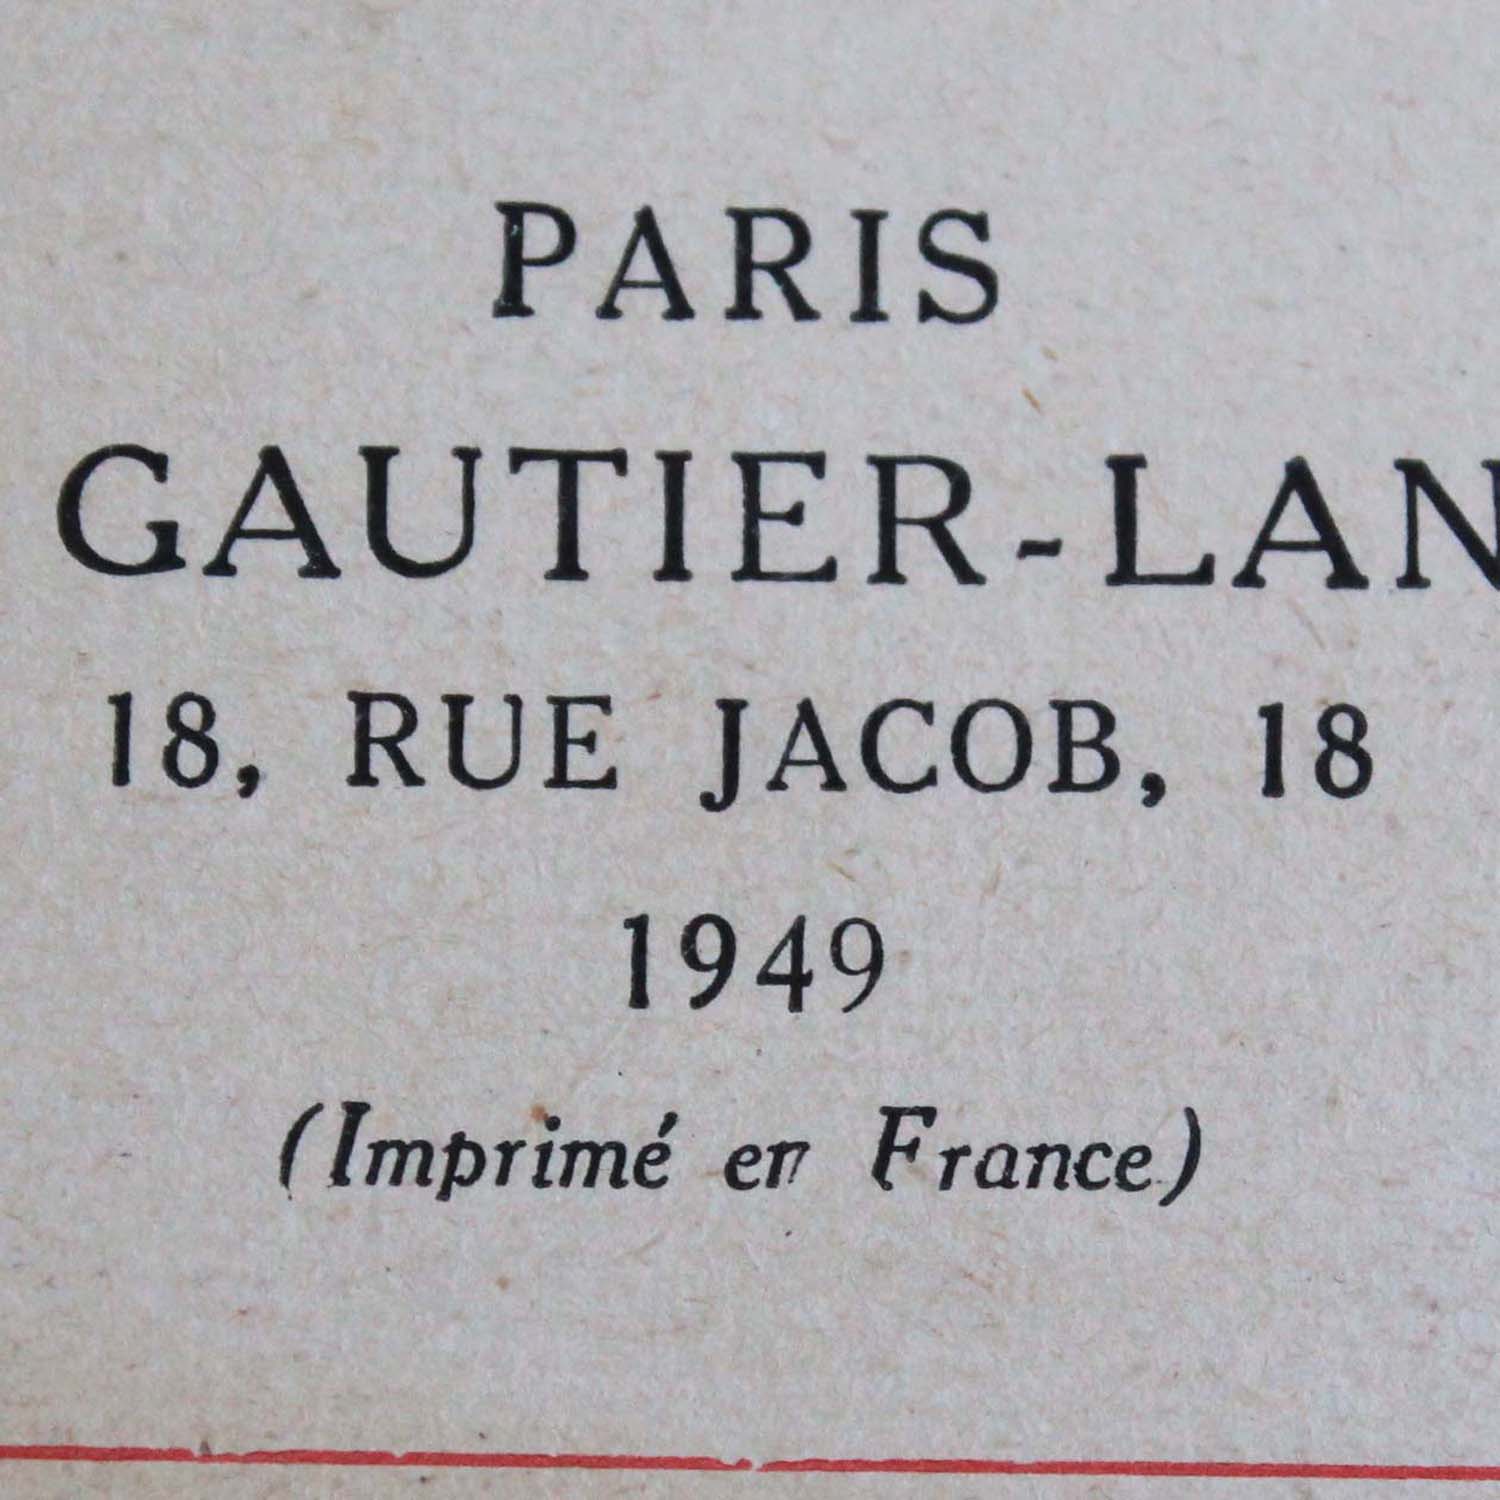 PARIS
GAUTIER-LAN
18, RUE JACOB, 18
1949
(Imprimé en France)